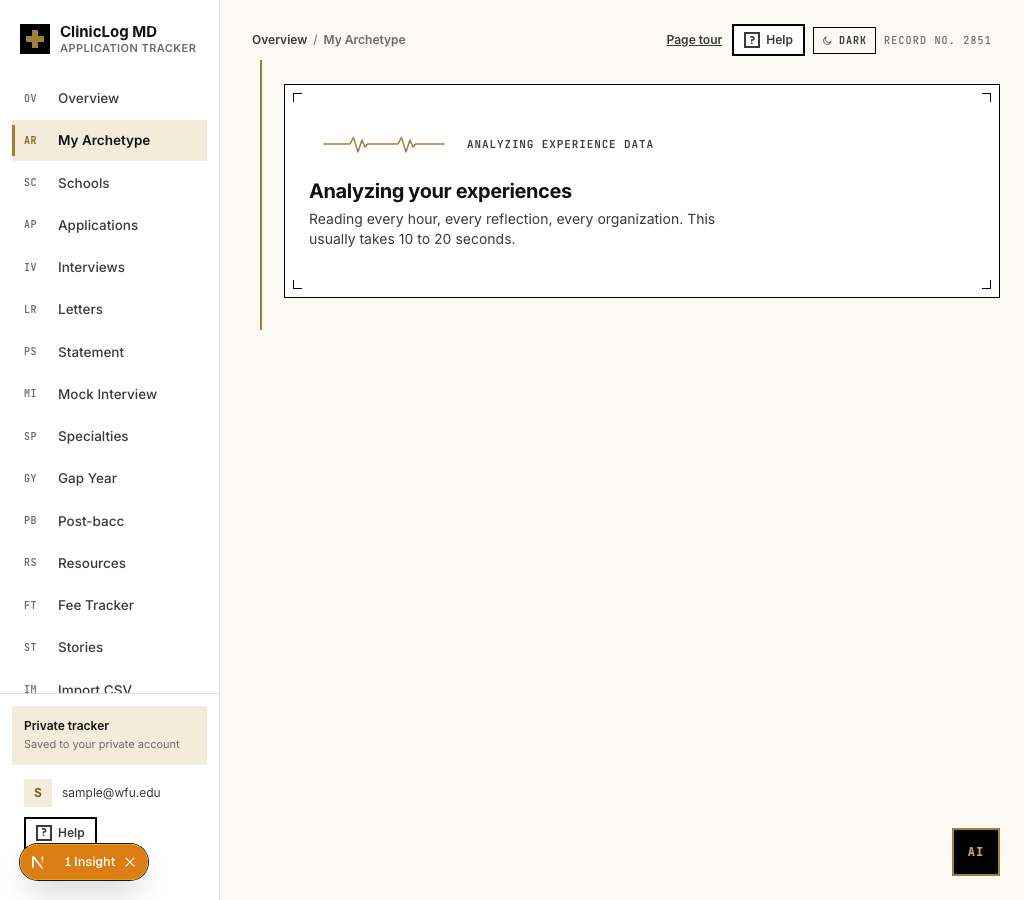 ClinicLog MD
APPLICATION TRACKER
OV Overview
AR My Archetype
SC Schools
AP Applications
IV Interviews
LR Letters
PS Statement
MI Mock Interview
SP Specialties
GY Gap Year
PB Post-bacc
RS Resources
FT Fee Tracker
ST Stories
IM Import CSV
Private tracker
Saved to your private account
S sample@wfu.edu
? Help
N 1 Insight
Overview / My Archetype
Page tour ? Help DARK RECORD NO. 2851
ANALYZING EXPERIENCE DATA
Analyzing your experiences
Reading every hour, every reflection, every organization. This
usually takes 10 to 20 seconds.
AI